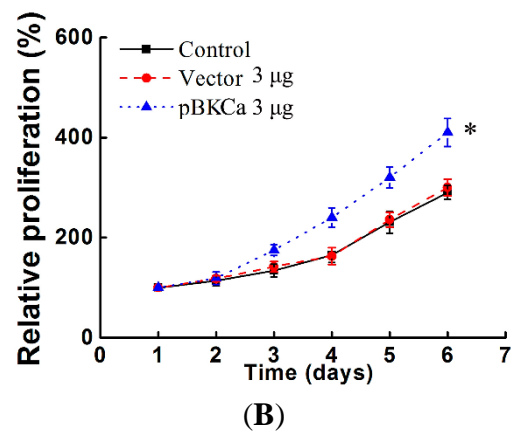 Relative proliferation (%)
600
400
200
0
Control
Vector 3 μg
pBKCa 3 μg
*
0 1 2 3 4 5 6 7
Time (days)
(B)